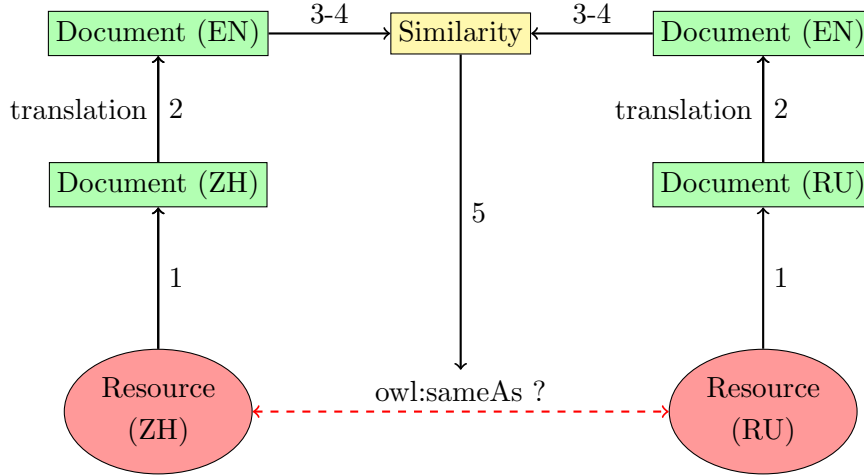 Document (EN)
3-4
Similarity
3-4
Document (EN)
translation
2
translation
2
Document (ZH)
Document (RU)
5
1
1
Resource
(ZH)
owl:sameAs ?
Resource
(RU)